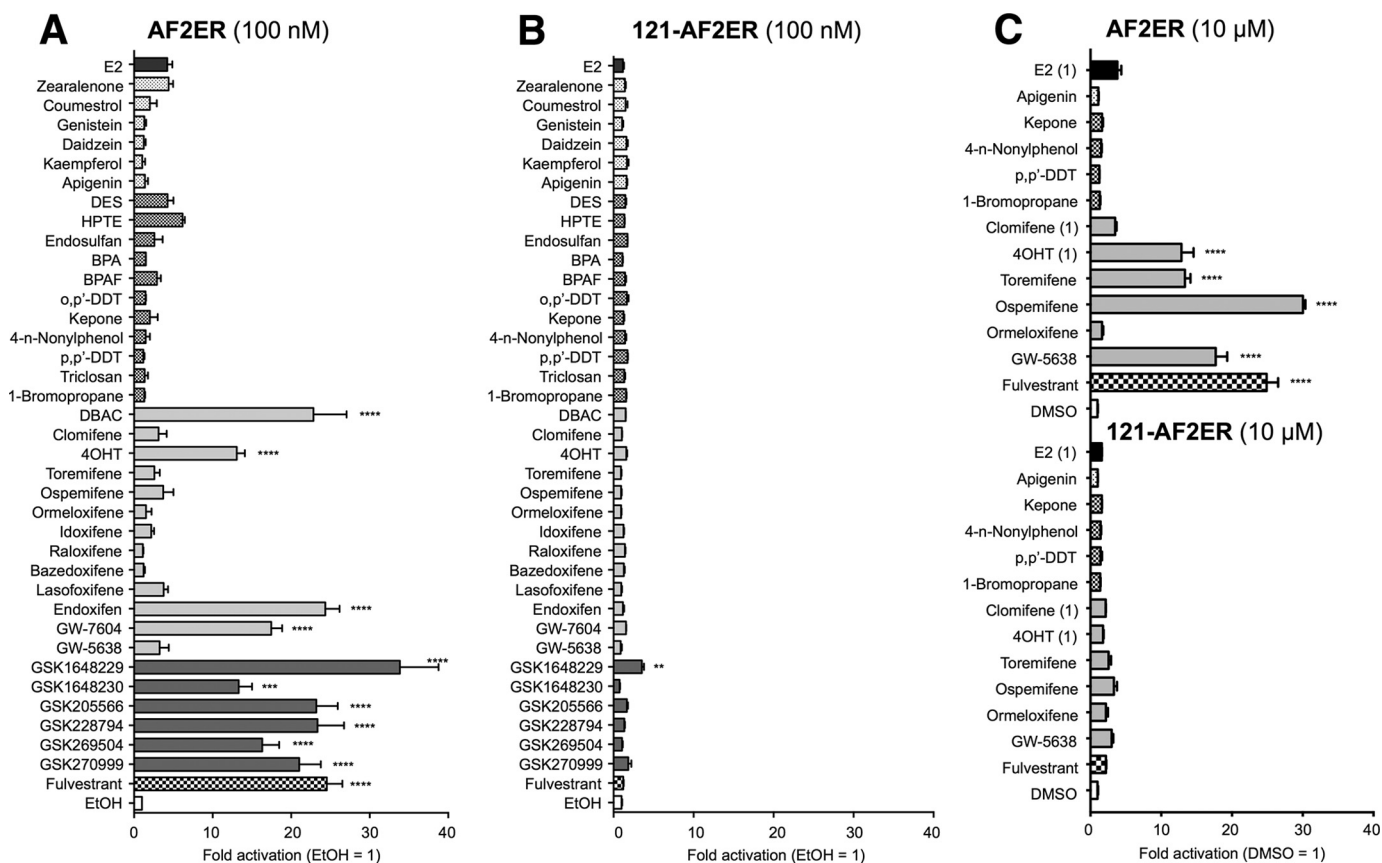 A
AF2ER (100 nM)
E2
Zearalenone
Coumestrol
Genistein
Daidzein
Kaempferol
Apigenin
DES
HPTE
Endosulfan
BPA
BPAF
o,p'-DDT
Kepone
4-n-Nonylphenol
p,p'-DDT
Triclosan
1-Bromopropane
DBAC ****
Clomifene
4OHT ****
Toremifene
Ospemifene
Ormeloxifene
Idoxifene
Raloxifene
Bazedoxifene
Lasofoxifene
Endoxifen ****
GW-7604 ****
GW-5638
GSK1648229 ****
GSK1648230 ***
GSK205566 ****
GSK228794 ****
GSK269504 ****
GSK270999 ****
Fulvestrant ****
EtOH
0 10 20 30 40
Fold activation (EtOH = 1)
B
121-AF2ER (100 nM)
E2
Zearalenone
Coumestrol
Genistein
Daidzein
Kaempferol
Apigenin
DES
HPTE
Endosulfan
BPA
BPAF
o,p'-DDT
Kepone
4-n-Nonylphenol
p,p'-DDT
Triclosan
1-Bromopropane
DBAC
Clomifene
4OHT
Toremifene
Ospemifene
Ormeloxifene
Idoxifene
Raloxifene
Bazedoxifene
Lasofoxifene
Endoxifen
GW-7604
GW-5638
GSK1648229 **
GSK1648230
GSK205566
GSK228794
GSK269504
GSK270999
Fulvestrant
EtOH
0 10 20 30 40
Fold activation (EtOH = 1)
C
AF2ER (10 µM)
E2 (1)
Apigenin
Kepone
4-n-Nonylphenol
p,p'-DDT
1-Bromopropane
Clomifene (1)
4OHT (1) ****
Toremifene ****
Ospemifene ****
Ormeloxifene
GW-5638 ****
Fulvestrant ****
DMSO
121-AF2ER (10 µM)
E2 (1)
Apigenin
Kepone
4-n-Nonylphenol
p,p'-DDT
1-Bromopropane
Clomifene (1)
4OHT (1)
Toremifene
Ospemifene
Ormeloxifene
GW-5638
Fulvestrant
DMSO
0 10 20 30 40
Fold activation (DMSO = 1)